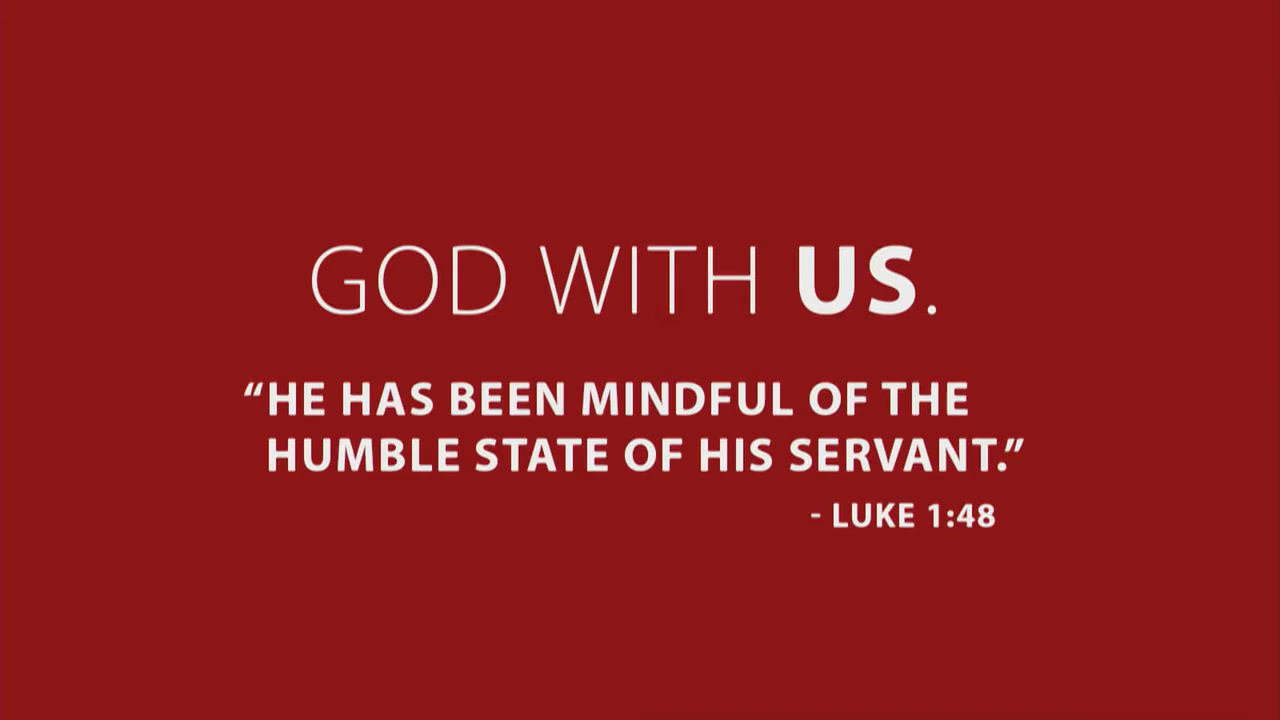 GOD WITH US.
“HE HAS BEEN MINDFUL OF THE
HUMBLE STATE OF HIS SERVANT.”
- LUKE 1:48